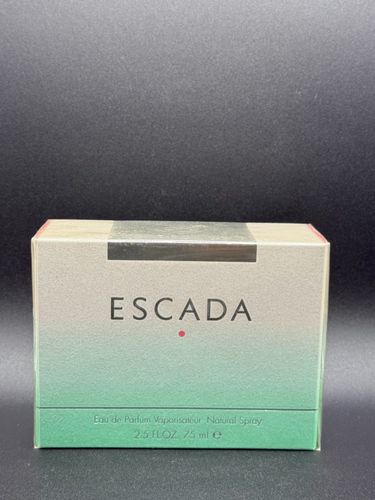 ESCADA
Eau de Parfum Vaporisateur Natural Spray
2.5 FL.OZ. 75 ml ℮